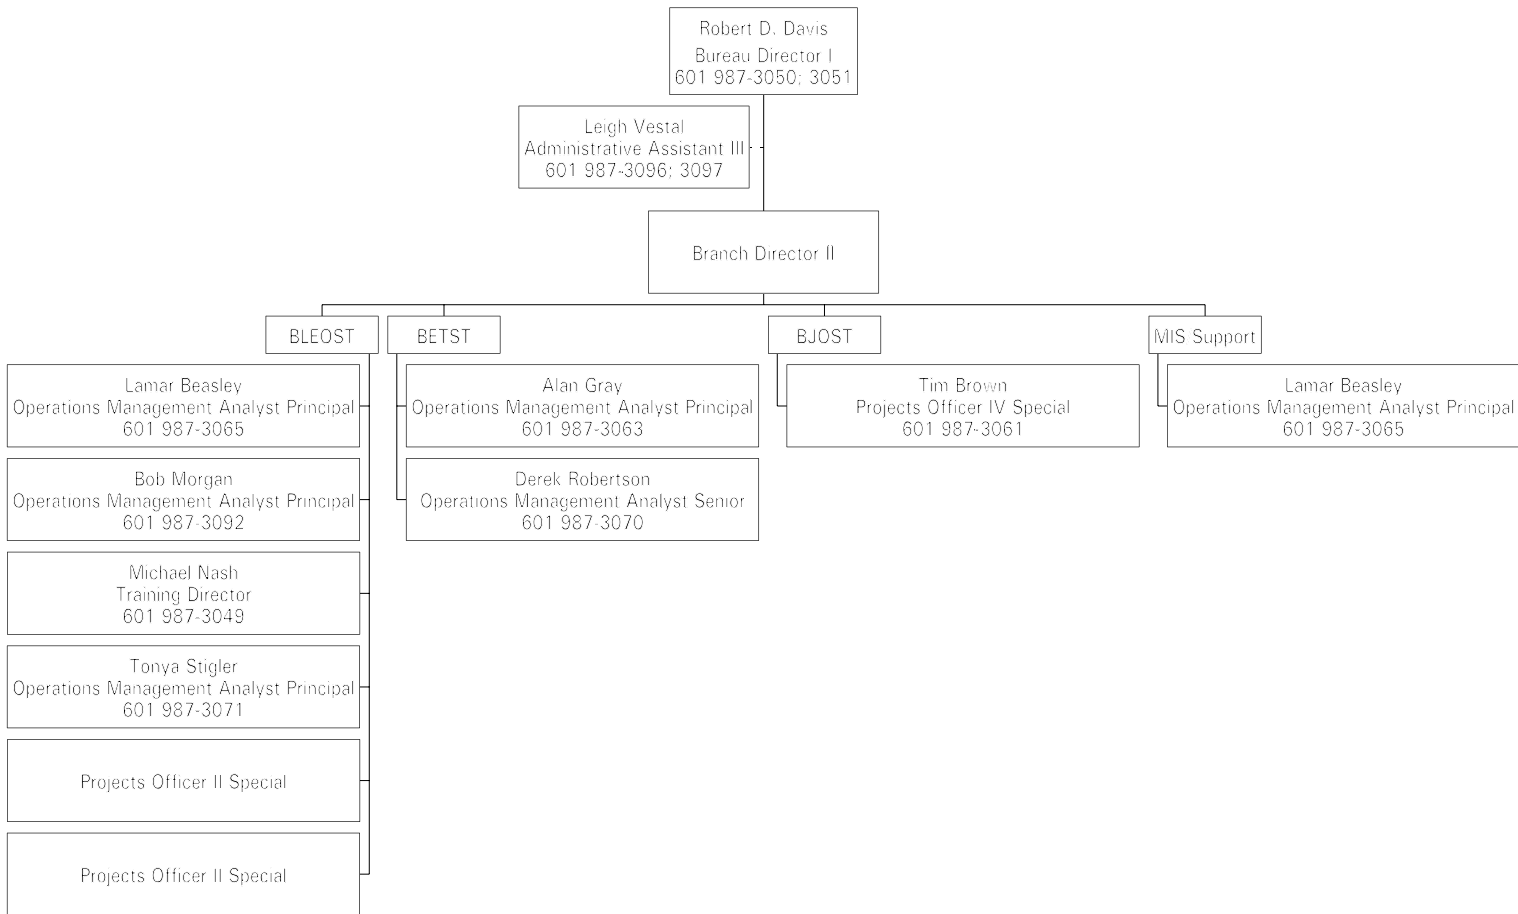 Robert D. Davis
Bureau Director I
601 987-3050; 3051
Leigh Vestal
Administrative Assistant III
601 987-3096; 3097
Branch Director II
BLEOST
BETST
BJOST
MIS Support
Lamar Beasley
Operations Management Analyst Principal
601 987-3065
Bob Morgan
Operations Management Analyst Principal
601 987-3092
Michael Nash
Training Director
601 987-3049
Tonya Stigler
Operations Management Analyst Principal
601 987-3071
Projects Officer II Special
Projects Officer II Special
Alan Gray
Operations Management Analyst Principal
601 987-3063
Derek Robertson
Operations Management Analyst Senior
601 987-3070
Tim Brown
Projects Officer IV Special
601 987-3061
Lamar Beasley
Operations Management Analyst Principal
601 987-3065